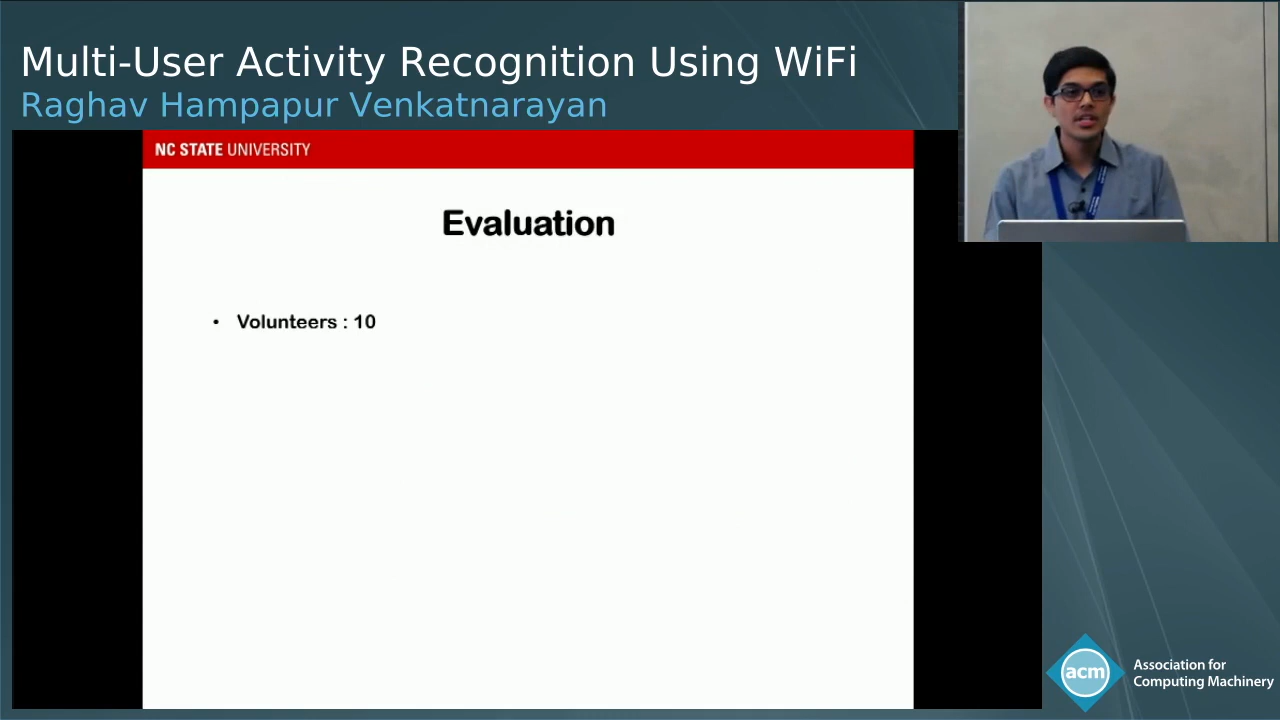 Multi-User Activity Recognition Using WiFi
Raghav Hampapur Venkatnarayan
NC STATE UNIVERSITY
Evaluation
• Volunteers : 10
acm
Association for
Computing Machinery